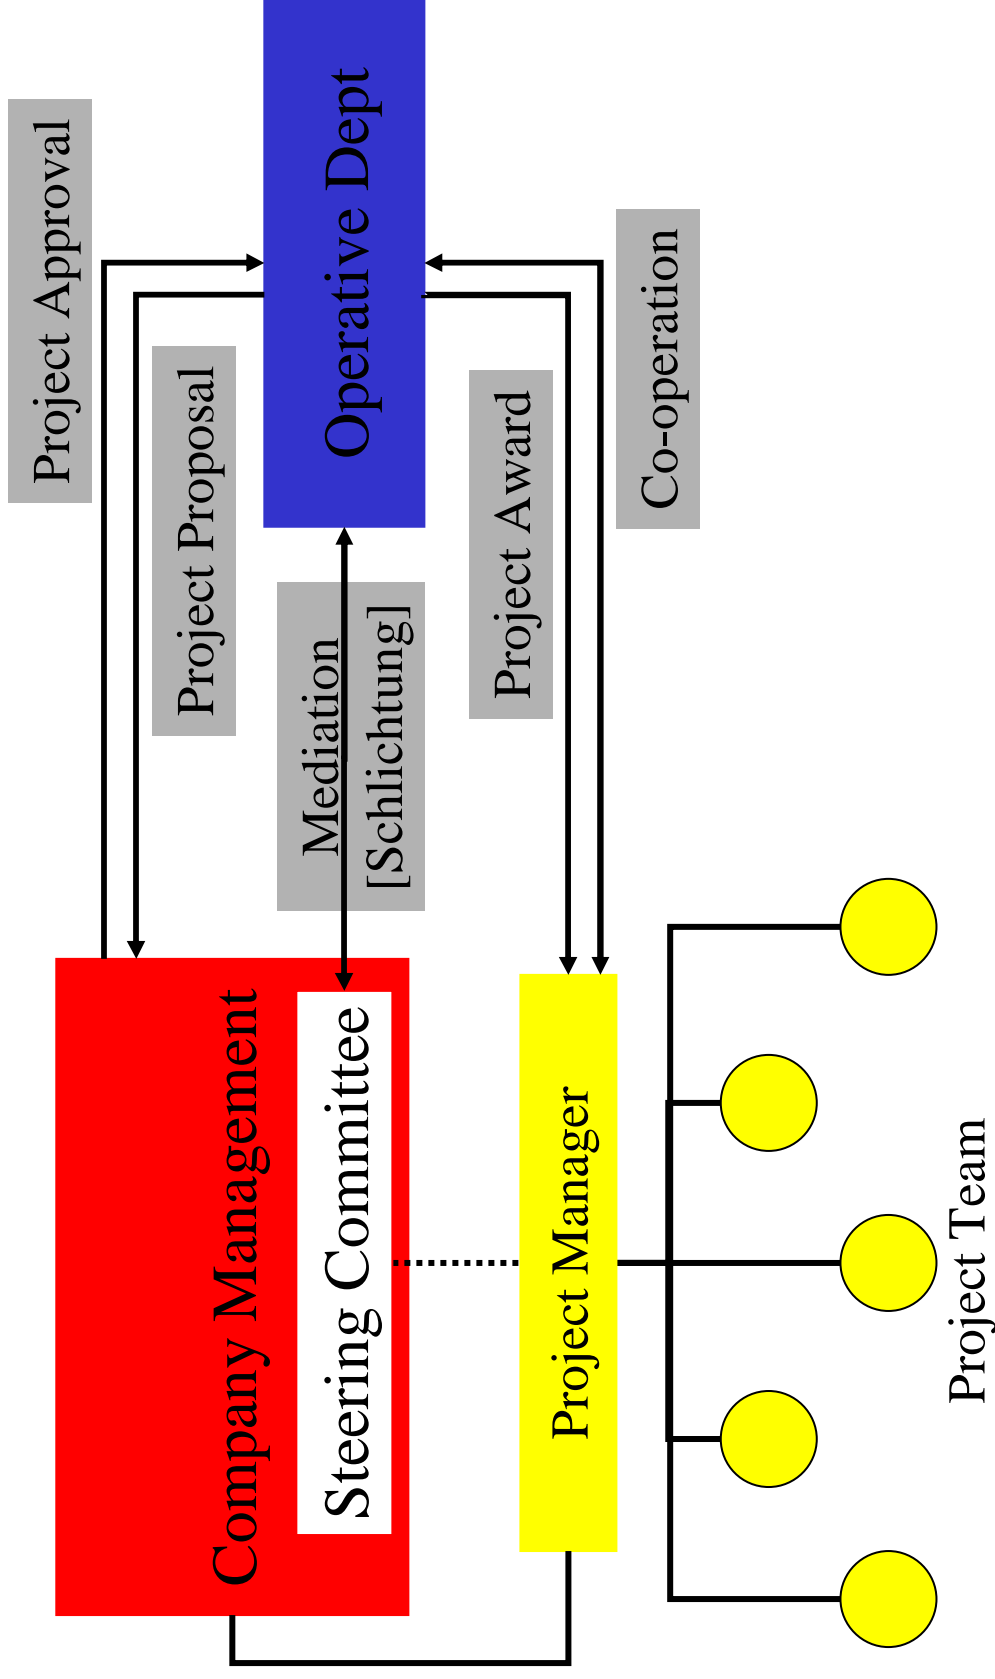 Project Approval
Project Proposal
Company Management
Mediation
[Schlichtung]
Operative Dept
Steering Committee
Project Award
Project Manager
Co-operation
Project Team